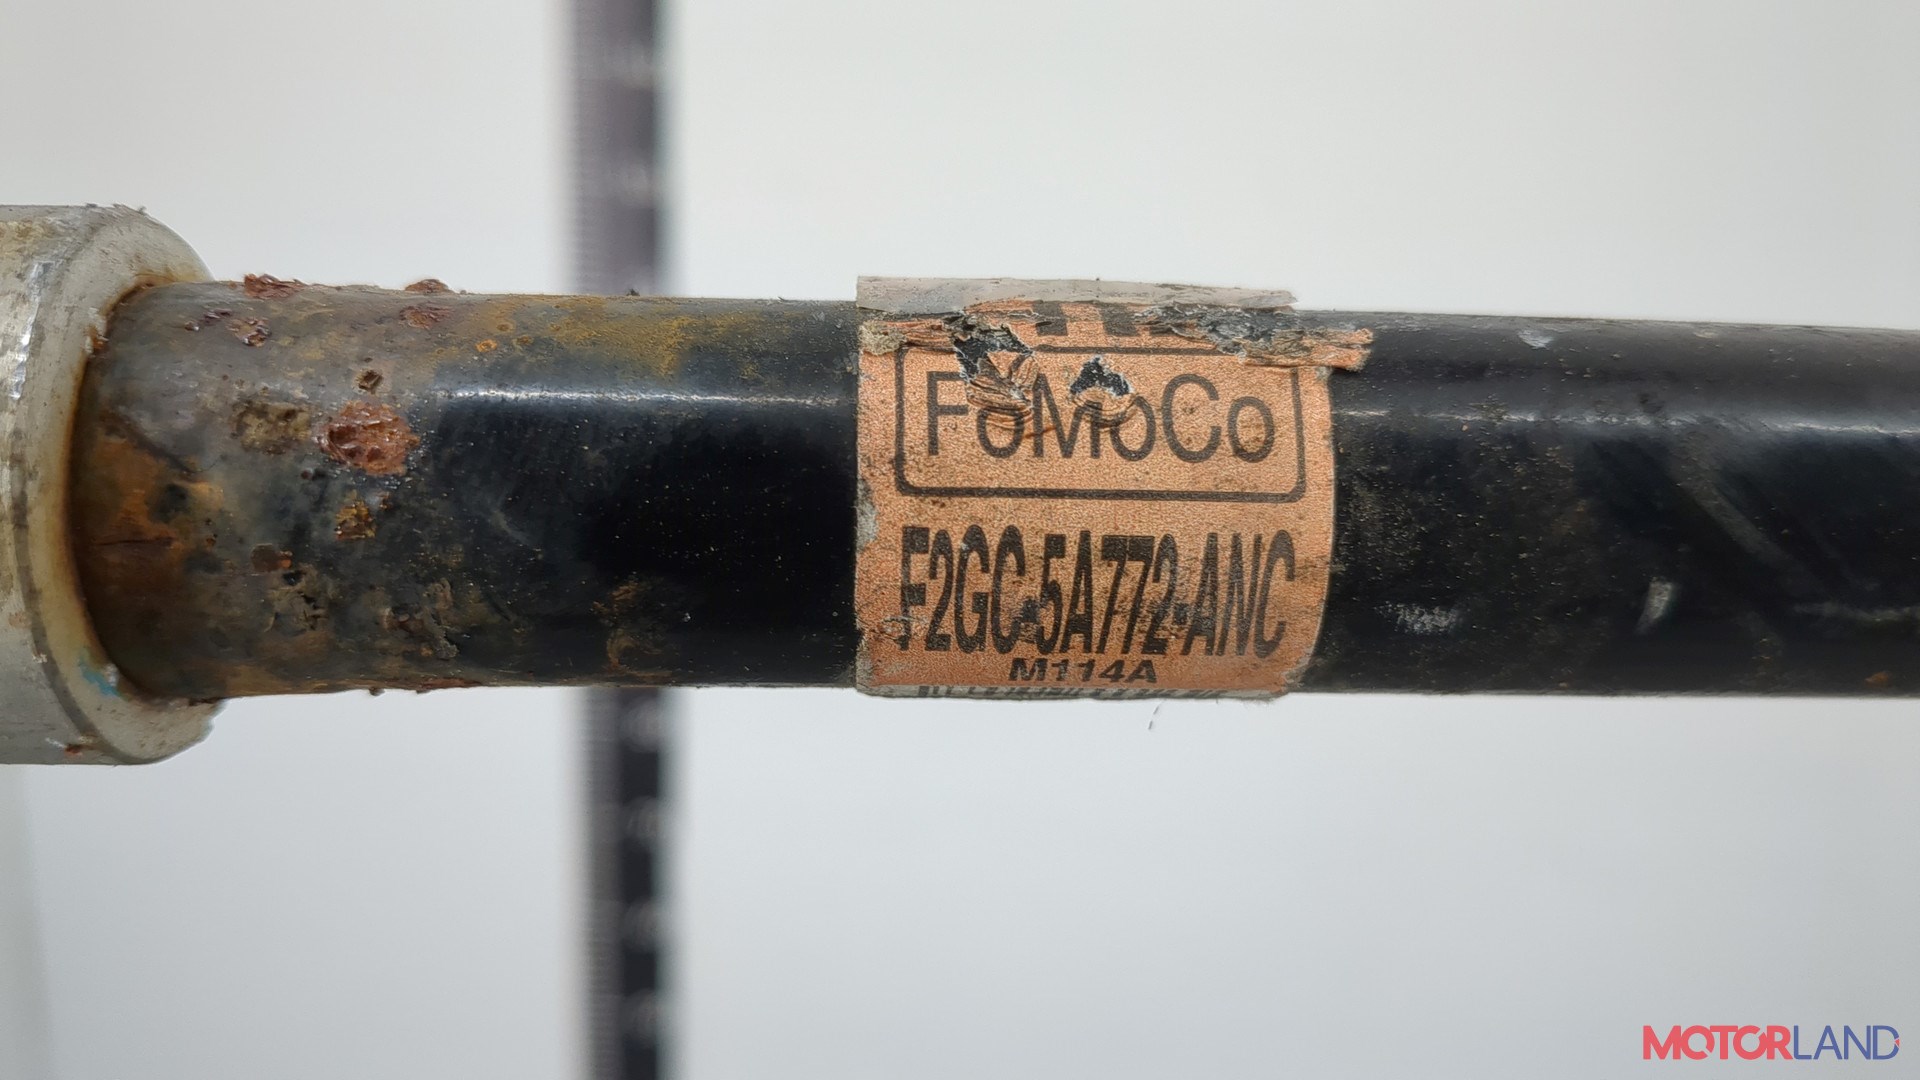 FoMoCo
F2GC-5A772-ANC
M114A
MOTORLAND